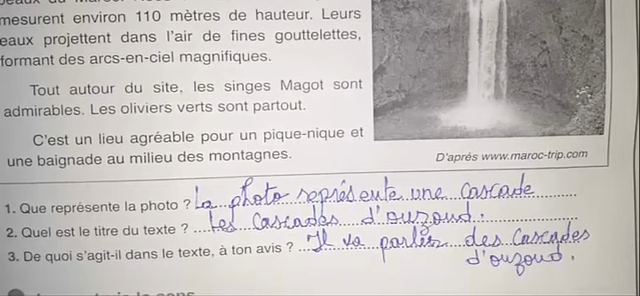 mesurent environ 110 mètres de hauteur. Leurs
eaux projettent dans l'air de fines gouttelettes,
formant des arcs-en-ciel magnifiques.
Tout autour du site, les singes Magot sont
admirables. Les oliviers verts sont partout.
C'est un lieu agréable pour un pique-nique et
une baignade au milieu des montagnes.
D'après www.maroc-trip.com
1. Que représente la photo ? La photo représente une cascade
2. Quel est le titre du texte ? Les cascades d'ouzoud.
3. De quoi s'agit-il dans le texte, à ton avis ? Il va parler des cascades
d'ouzoud.